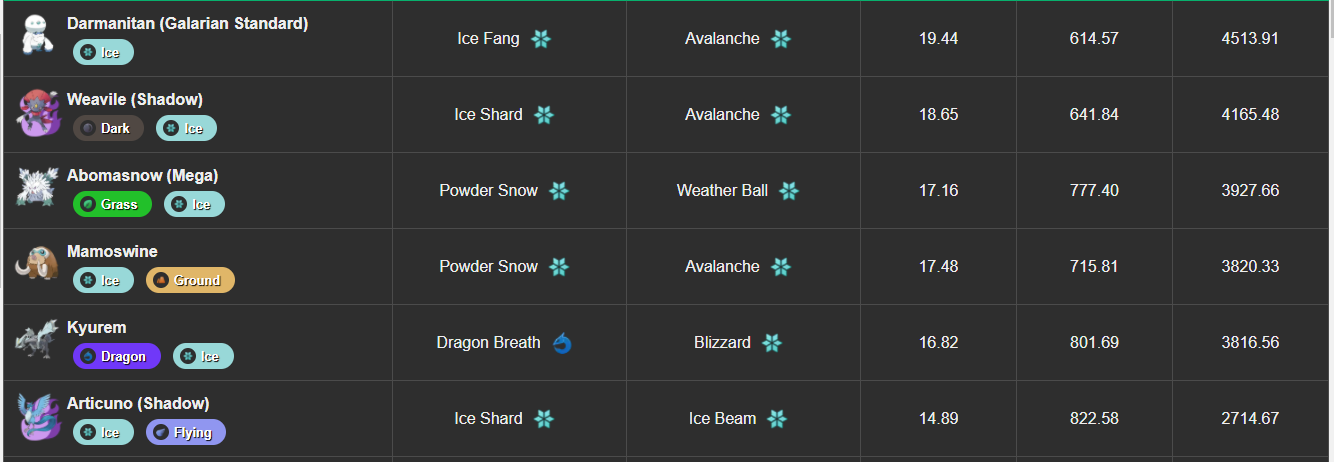 Darmanitan (Galarian Standard)
Ice
Ice Fang
Avalanche
19.44
614.57
4513.91
Weavile (Shadow)
Dark
Ice
Ice Shard
Avalanche
18.65
641.84
4165.48
Abomasnow (Mega)
Grass
Ice
Powder Snow
Weather Ball
17.16
777.40
3927.66
Mamoswine
Ice
Ground
Powder Snow
Avalanche
17.48
715.81
3820.33
Kyurem
Dragon
Ice
Dragon Breath
Blizzard
16.82
801.69
3816.56
Articuno (Shadow)
Ice
Flying
Ice Shard
Ice Beam
14.89
822.58
2714.67